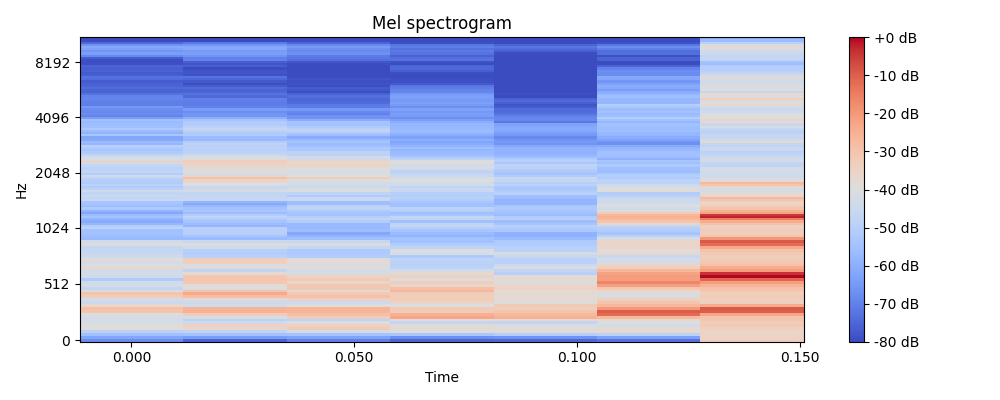 Mel spectrogram
+0 dB
8192
-10 dB
-20 dB
4096
-30 dB
Hz
2048
-40 dB
-50 dB
1024
-60 dB
512
-70 dB
0
-80 dB
0.000 0.050 0.100 0.150
Time